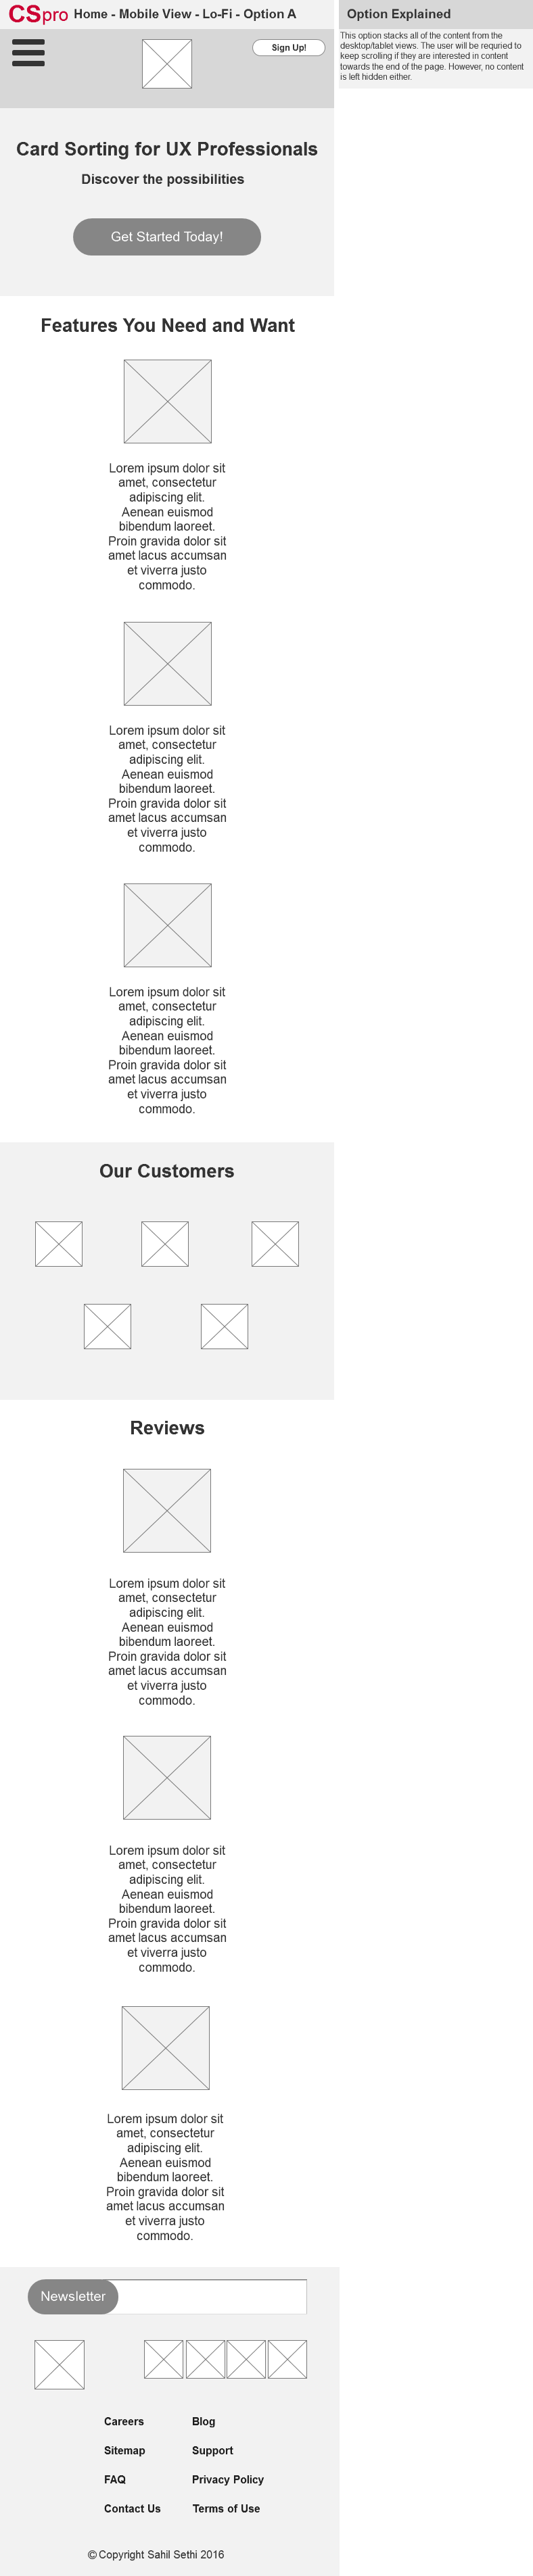 CSpro Home - Mobile View - Lo-Fi - Option A
Option Explained
This option stacks all of the content from the
desktop/tablet views. The user will be requried to
keep scrolling if they are interested in content
towards the end of the page. However, no content
is left hidden either.
Sign Up!
Card Sorting for UX Professionals
Discover the possibilities
Get Started Today!
Features You Need and Want
Lorem ipsum dolor sit
amet, consectetur
adipiscing elit.
Aenean euismod
bibendum laoreet.
Proin gravida dolor sit
amet lacus accumsan
et viverra justo
commodo.
Lorem ipsum dolor sit
amet, consectetur
adipiscing elit.
Aenean euismod
bibendum laoreet.
Proin gravida dolor sit
amet lacus accumsan
et viverra justo
commodo.
Lorem ipsum dolor sit
amet, consectetur
adipiscing elit.
Aenean euismod
bibendum laoreet.
Proin gravida dolor sit
amet lacus accumsan
et viverra justo
commodo.
Our Customers
Reviews
Lorem ipsum dolor sit
amet, consectetur
adipiscing elit.
Aenean euismod
bibendum laoreet.
Proin gravida dolor sit
amet lacus accumsan
et viverra justo
commodo.
Lorem ipsum dolor sit
amet, consectetur
adipiscing elit.
Aenean euismod
bibendum laoreet.
Proin gravida dolor sit
amet lacus accumsan
et viverra justo
commodo.
Lorem ipsum dolor sit
amet, consectetur
adipiscing elit.
Aenean euismod
bibendum laoreet.
Proin gravida dolor sit
amet lacus accumsan
et viverra justo
commodo.
Newsletter
Careers Blog
Sitemap Support
FAQ Privacy Policy
Contact Us Terms of Use
© Copyright Sahil Sethi 2016